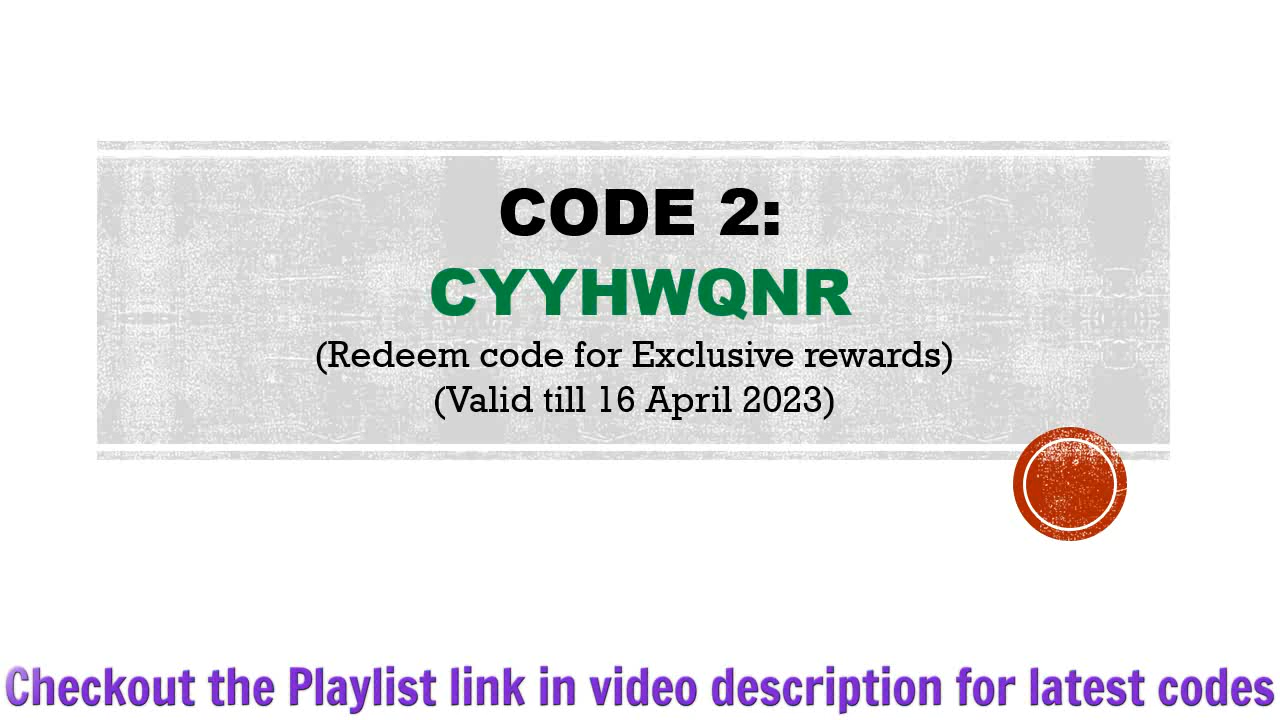 CODE 2:
CYYHWQNR
(Redeem code for Exclusive rewards)
(Valid till 16 April 2023)
Checkout the Playlist link in video description for latest codes